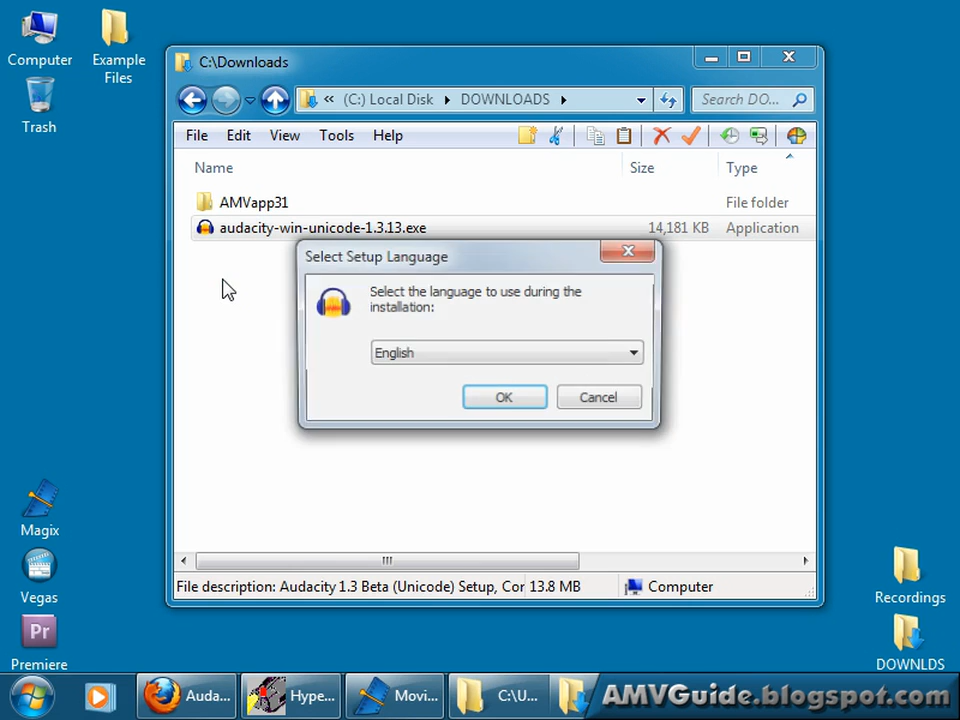 Computer
Example
Files
Trash
C:\Downloads
« (C:) Local Disk DOWNLOADS
Search DO...
File Edit View Tools Help
Name Size Type
AMVapp31 File folder
audacity-win-unicode-1.3.13.exe 14,181 KB Application
Select Setup Language
Select the language to use during the
installation:
English
OK Cancel
File description: Audacity 1.3 Beta (Unicode) Setup, Cor 13.8 MB Computer
Magix
Vegas
Pr
Premiere
Recordings
DOWNLDS
Auda... Hype... Movi... C:\U...
AMVGuide.blogspot.com